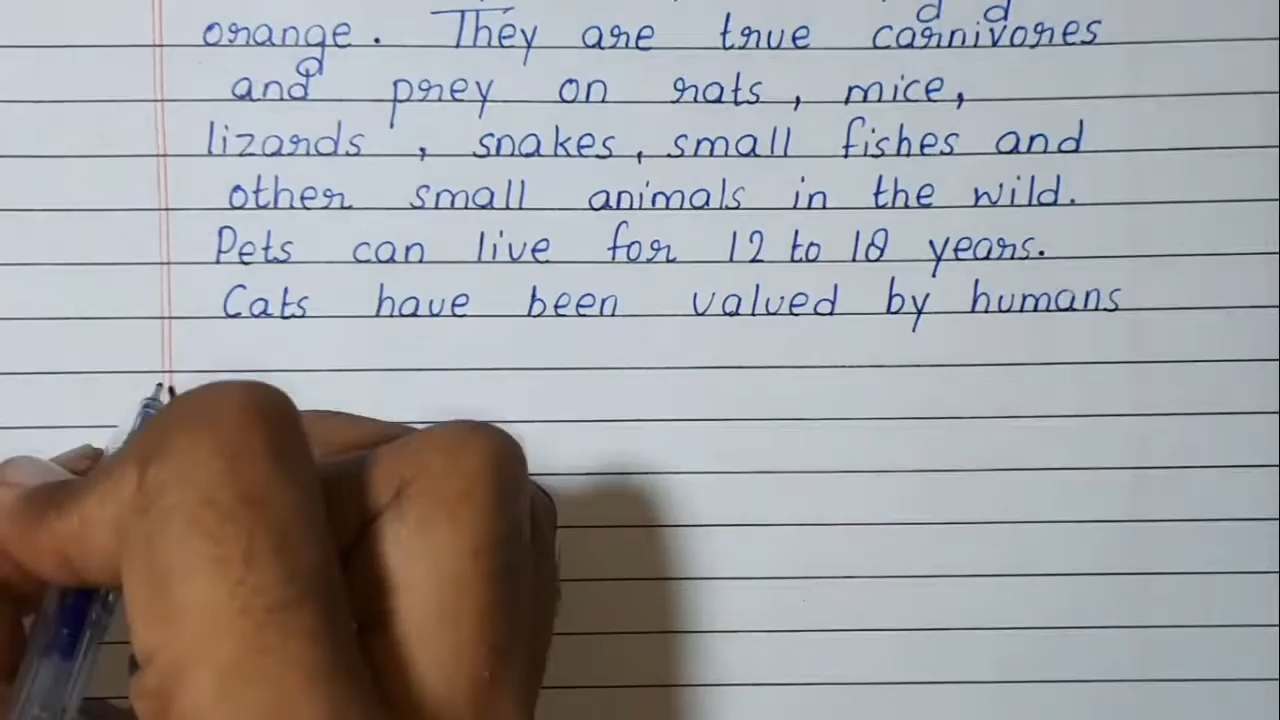 orange. They are true carnivores
and prey on rats, mice,
lizards, snakes, small fishes and
other small animals in the wild.
Pets can live for 12 to 18 years.
Cats have been valued by humans